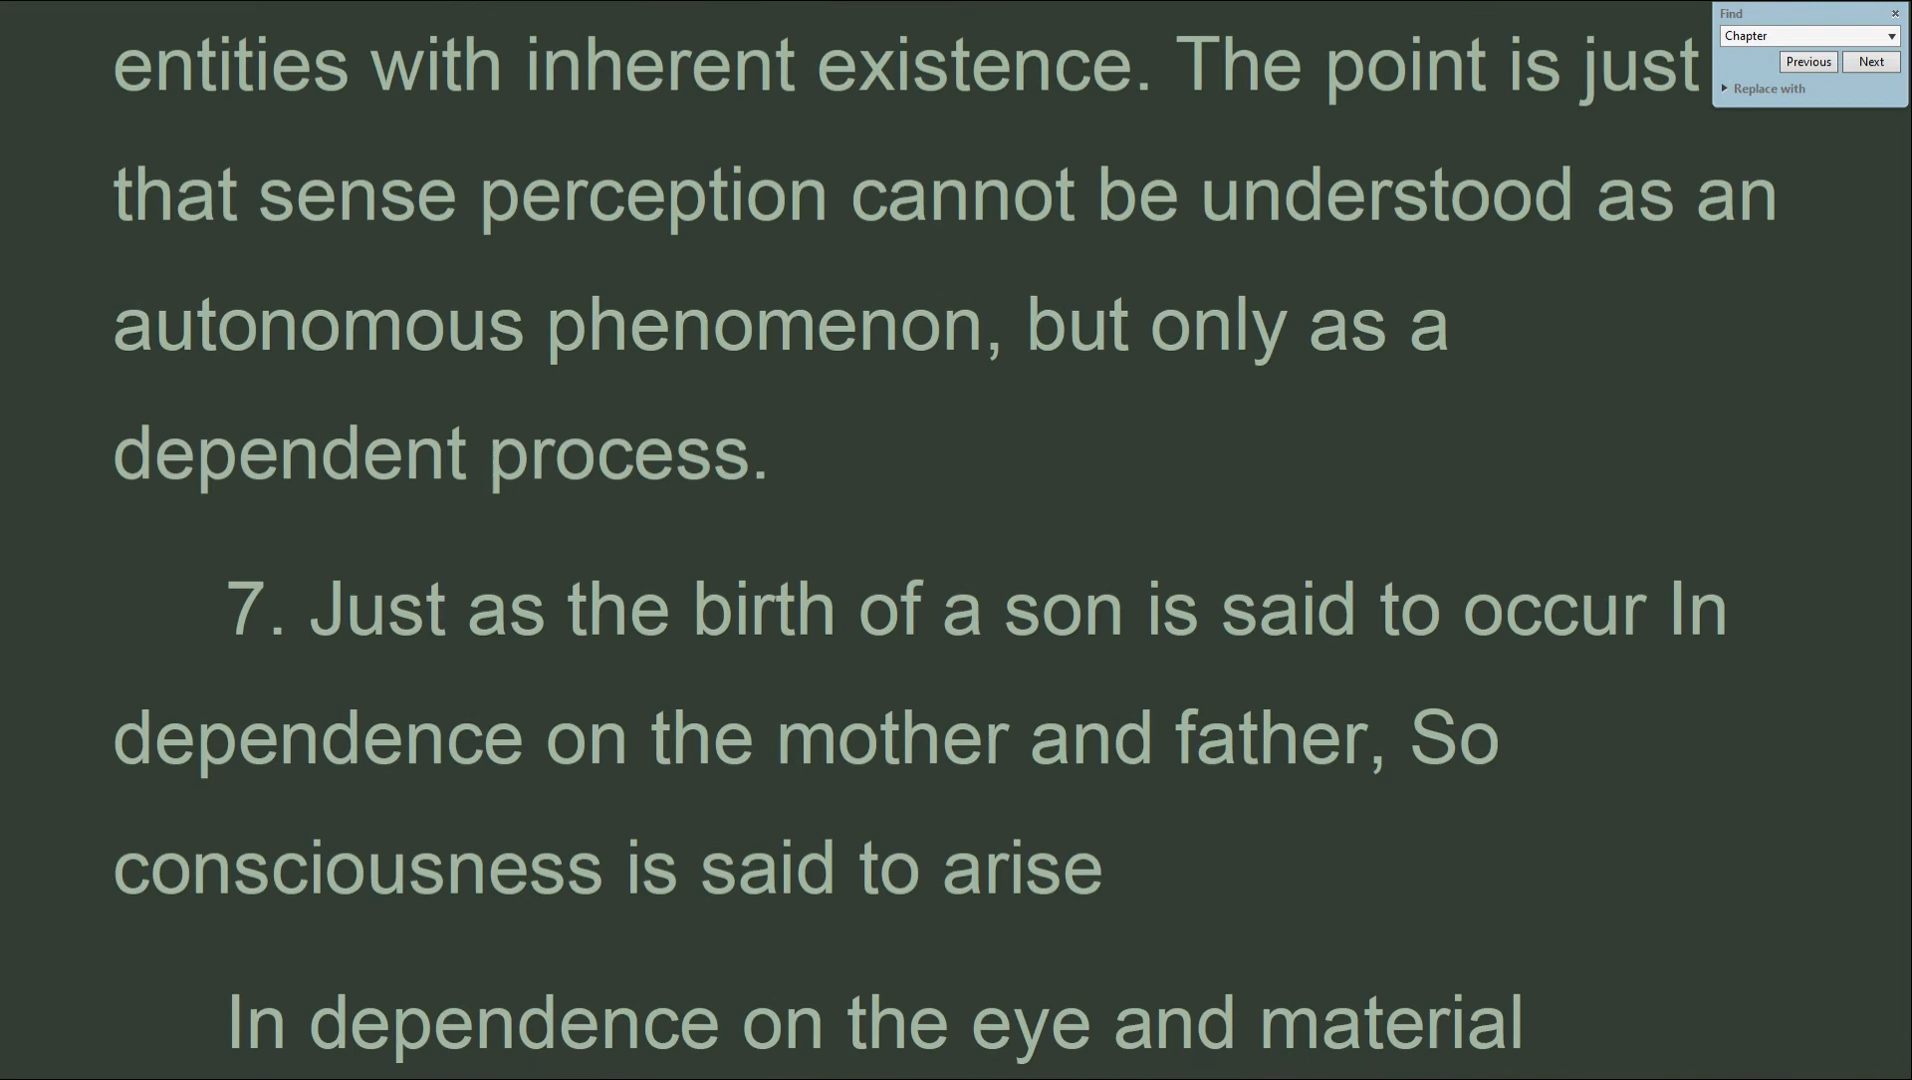 entities with inherent existence. The point is just
that sense perception cannot be understood as an
autonomous phenomenon, but only as a
dependent process.
7. Just as the birth of a son is said to occur In
dependence on the mother and father, So
consciousness is said to arise
In dependence on the eye and material
Find
Chapter
Previous Next
Replace with